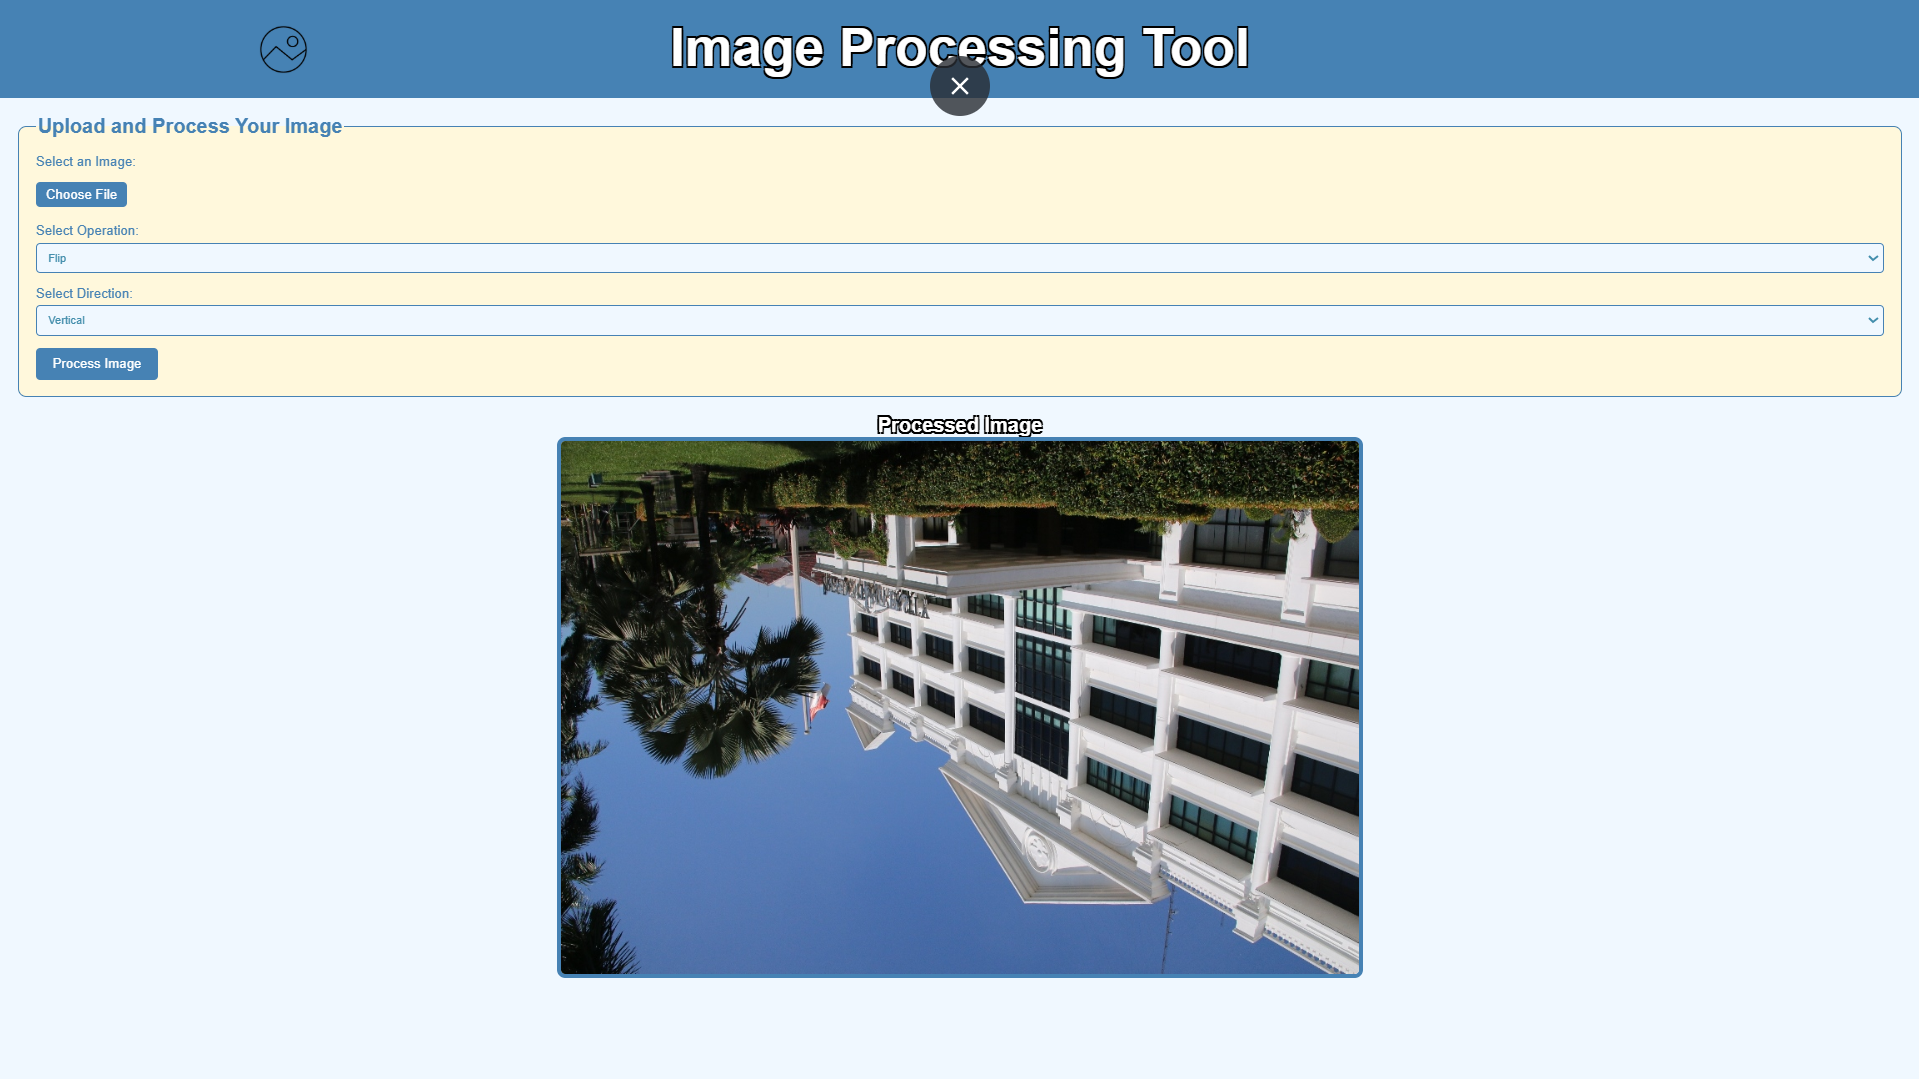 Image Processing Tool
Upload and Process Your Image
Select an Image:
Choose File
Select Operation:
Flip
Select Direction:
Vertical
Process Image
Processed Image